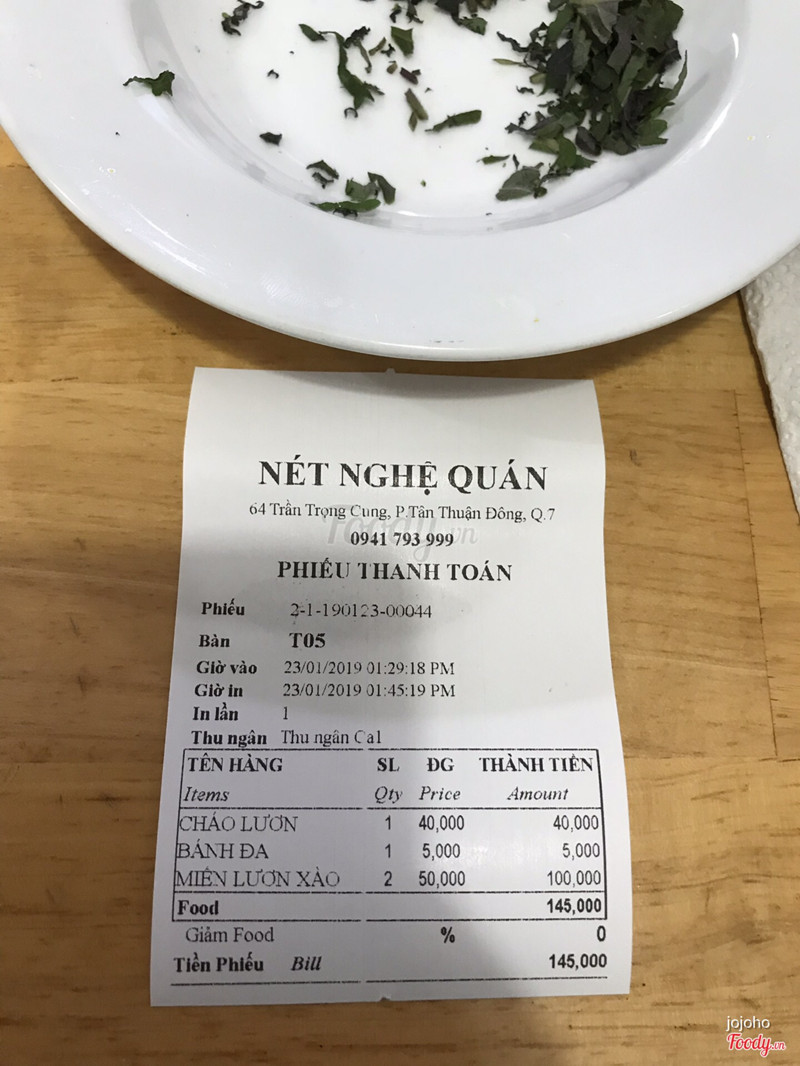 NÉT NGHỆ QUÁN
64 Trần Trọng Cung, P.Tân Thuận Đông, Q.7
Foody.vn
0941 793 999
PHIẾU THANH TOÁN
Phiếu 2-1-190123-00044
Bàn T05
Giờ vào 23/01/2019 01:29:18 PM
Giờ in 23/01/2019 01:45:19 PM
In lần 1
Thu ngân Thu ngân Ca1
TÊN HÀNG SL ĐG THÀNH TIỀN
Items Qty Price Amount
CHÁO LƯƠN 1 40,000 40,000
BÁNH ĐA 1 5,000 5,000
MIẾN LƯƠN XÀO 2 50,000 100,000
Food 145,000
Giảm Food % 0
Tiền Phiếu Bill 145,000
jojoho
Foody.vn